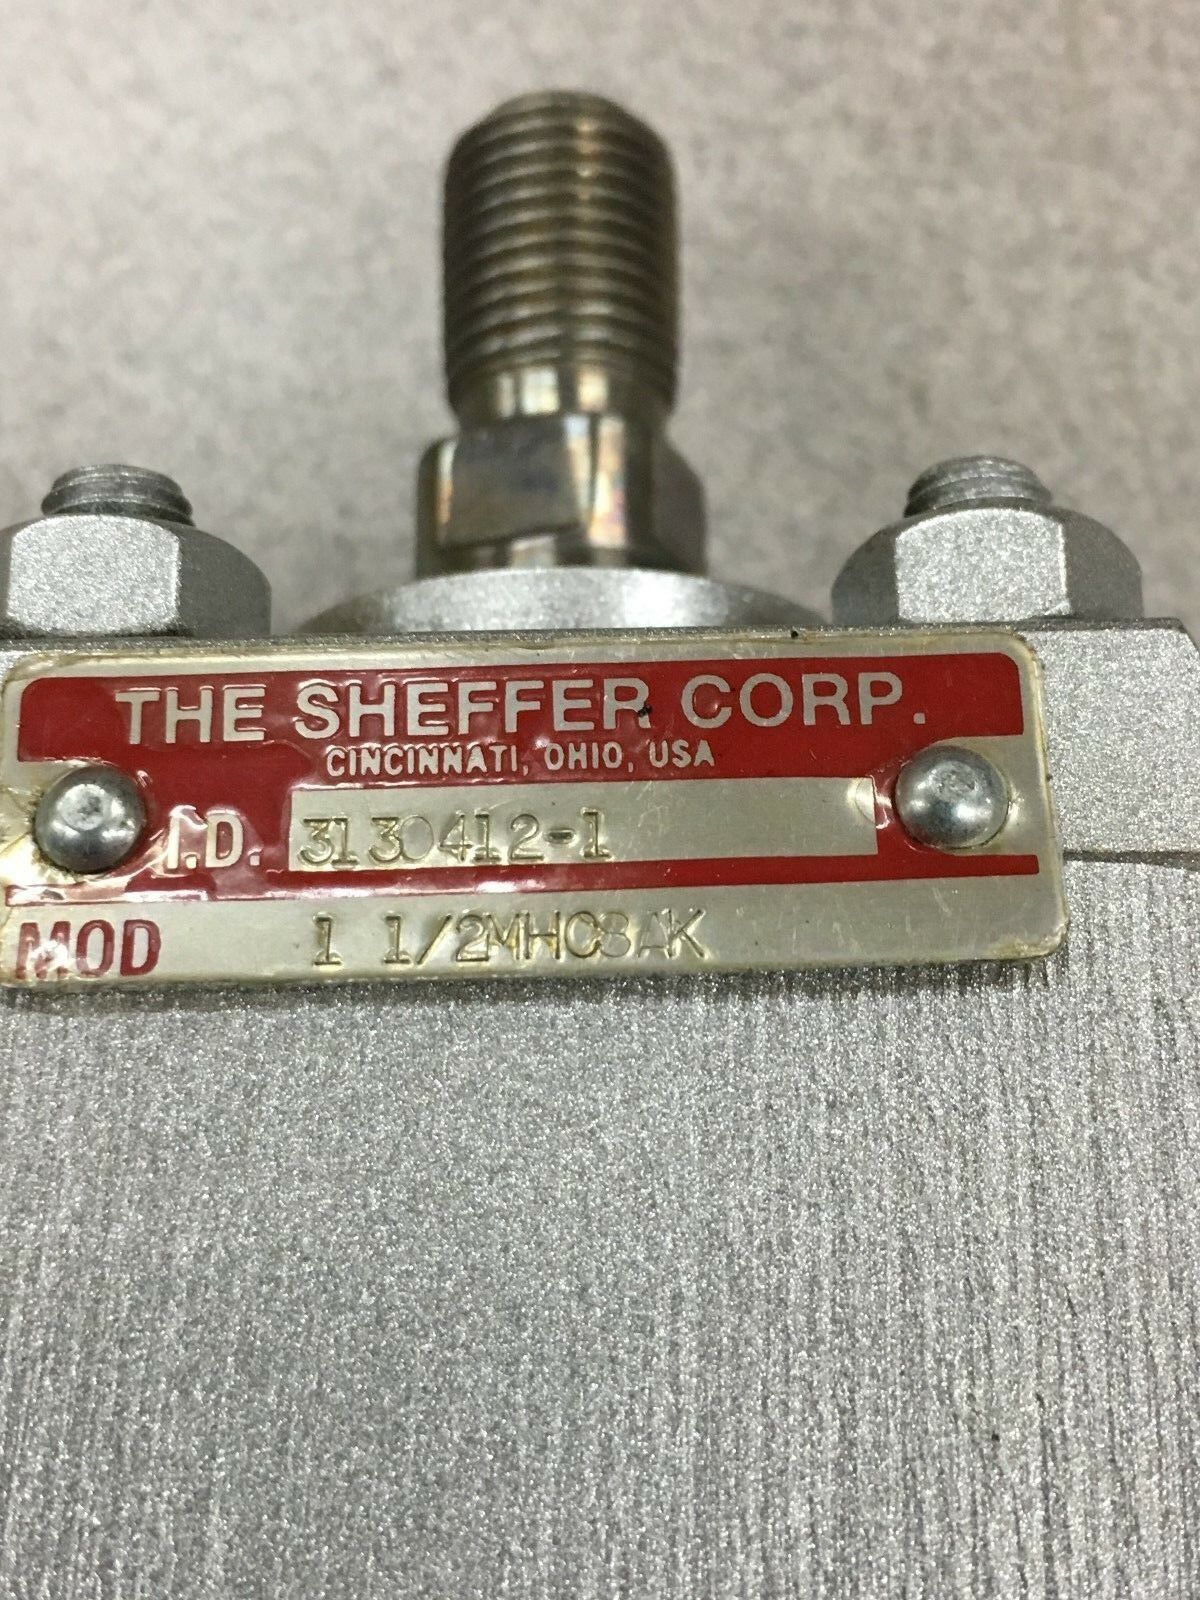 THE SHEFFER CORP.
CINCINNATI, OHIO, USA
I.D. 3130412-1
MOD 1 1/2MHC8AK